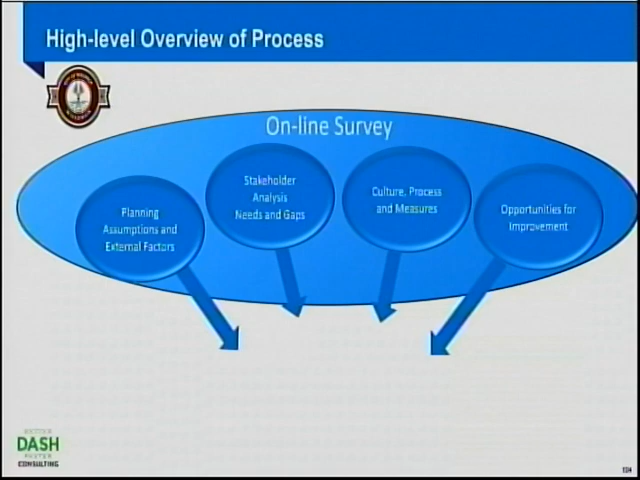 High-level Overview of Process
On-line Survey
Planning
Assumptions and
External Factors
Stakeholder
Analysis
Needs and Gaps
Culture, Process
and Measures
Opportunities for
Improvement
DASH
CONSULTING
104